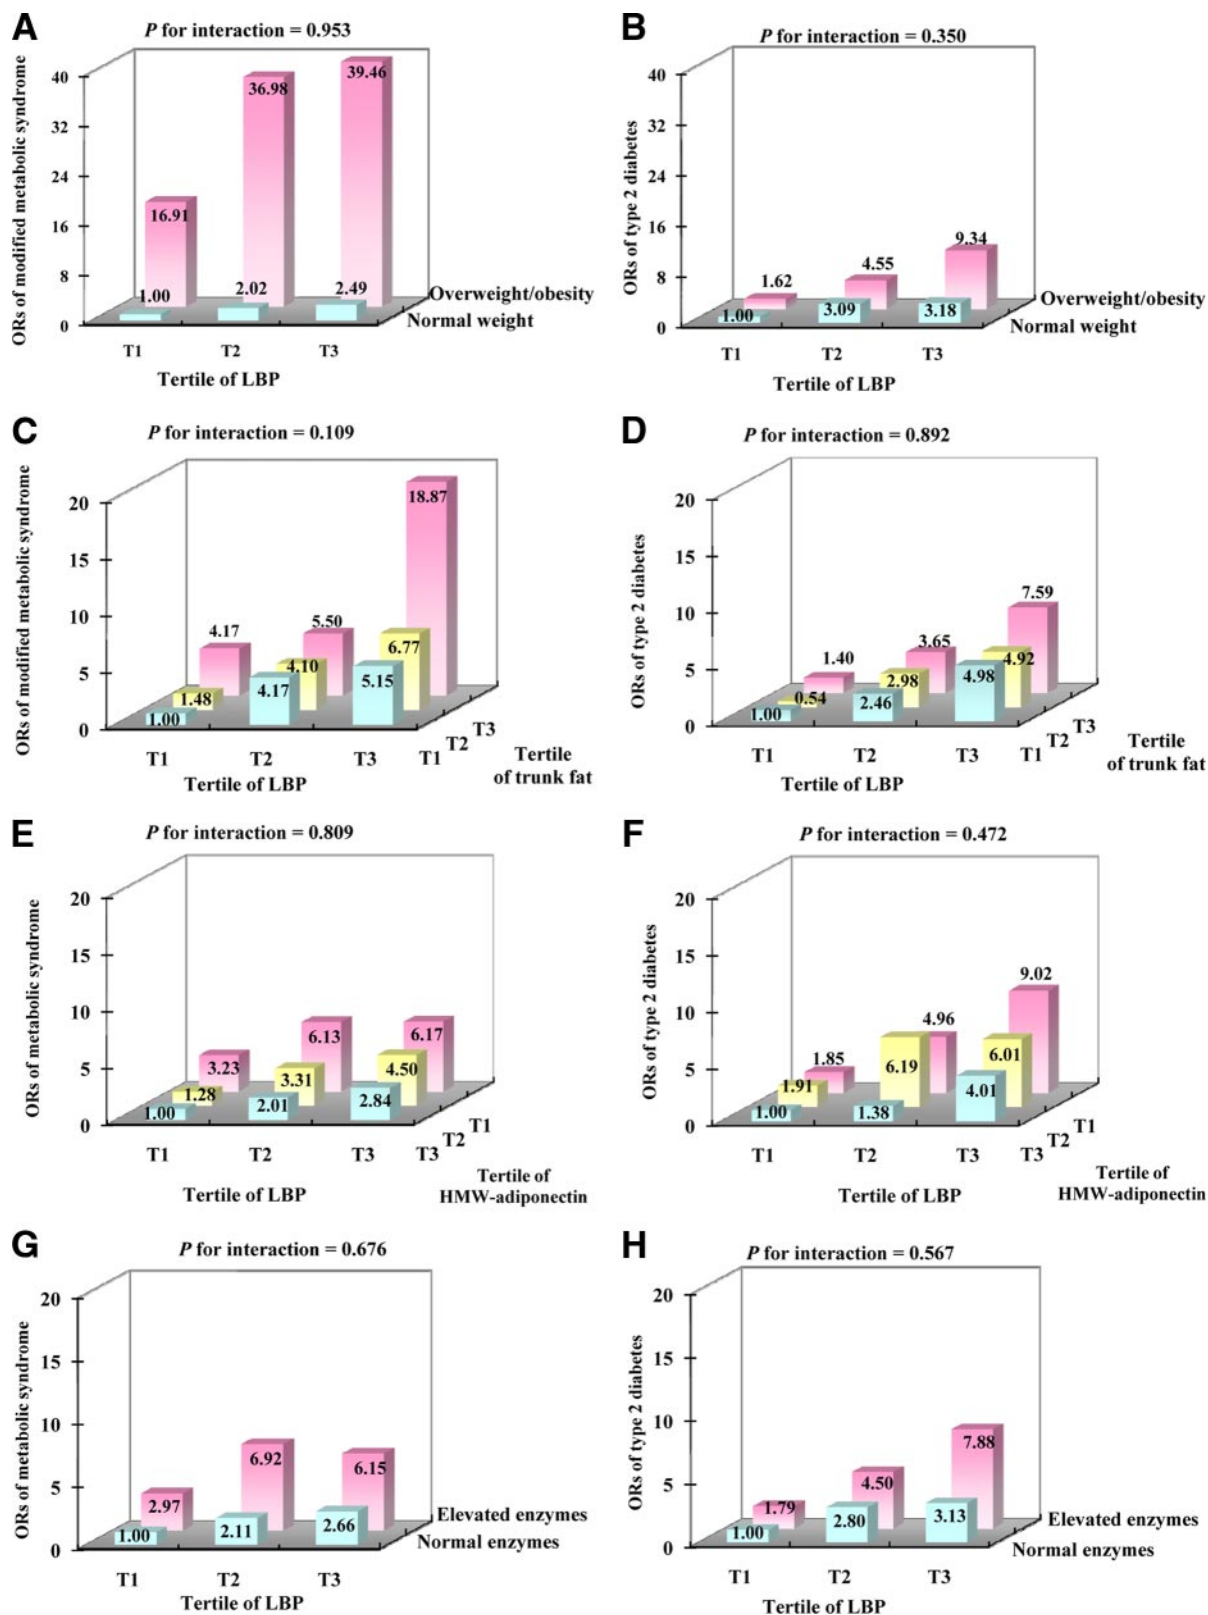 A
P for interaction = 0.953
ORs of modified metabolic syndrome
40
32
24
16
8
0
16.91
36.98
39.46
1.00
2.02
2.49
Overweight/obesity
Normal weight
T1 T2 T3
Tertile of LBP
B
P for interaction = 0.350
ORs of type 2 diabetes
40
32
24
16
8
0
1.62
4.55
9.34
1.00
3.09
3.18
Overweight/obesity
Normal weight
T1 T2 T3
Tertile of LBP
C
P for interaction = 0.109
ORs of modified metabolic syndrome
20
15
10
5
0
4.17
5.50
18.87
1.48
4.10
6.77
1.00
4.17
5.15
T1 T2 T3
T1 T2 T3
Tertile of LBP
Tertile
of trunk fat
D
P for interaction = 0.892
ORs of type 2 diabetes
20
15
10
5
0
1.40
3.65
7.59
0.54
2.98
4.92
1.00
2.46
4.98
T1 T2 T3
T1 T2 T3
Tertile of LBP
Tertile
of trunk fat
E
P for interaction = 0.809
ORs of metabolic syndrome
20
15
10
5
0
3.23
6.13
6.17
1.28
3.31
4.50
1.00
2.01
2.84
T1 T2 T3
T3 T2 T1
Tertile of LBP
Tertile of
HMW-adiponectin
F
P for interaction = 0.472
ORs of type 2 diabetes
20
15
10
5
0
1.85
4.96
9.02
1.91
6.19
6.01
1.00
1.38
4.01
T1 T2 T3
T3 T2 T1
Tertile of LBP
Tertile of
HMW-adiponectin
G
P for interaction = 0.676
ORs of metabolic syndrome
20
15
10
5
0
2.97
6.92
6.15
1.00
2.11
2.66
Elevated enzymes
Normal enzymes
T1 T2 T3
Tertile of LBP
H
P for interaction = 0.567
ORs of type 2 diabetes
20
15
10
5
0
1.79
4.50
7.88
1.00
2.80
3.13
Elevated enzymes
Normal enzymes
T1 T2 T3
Tertile of LBP